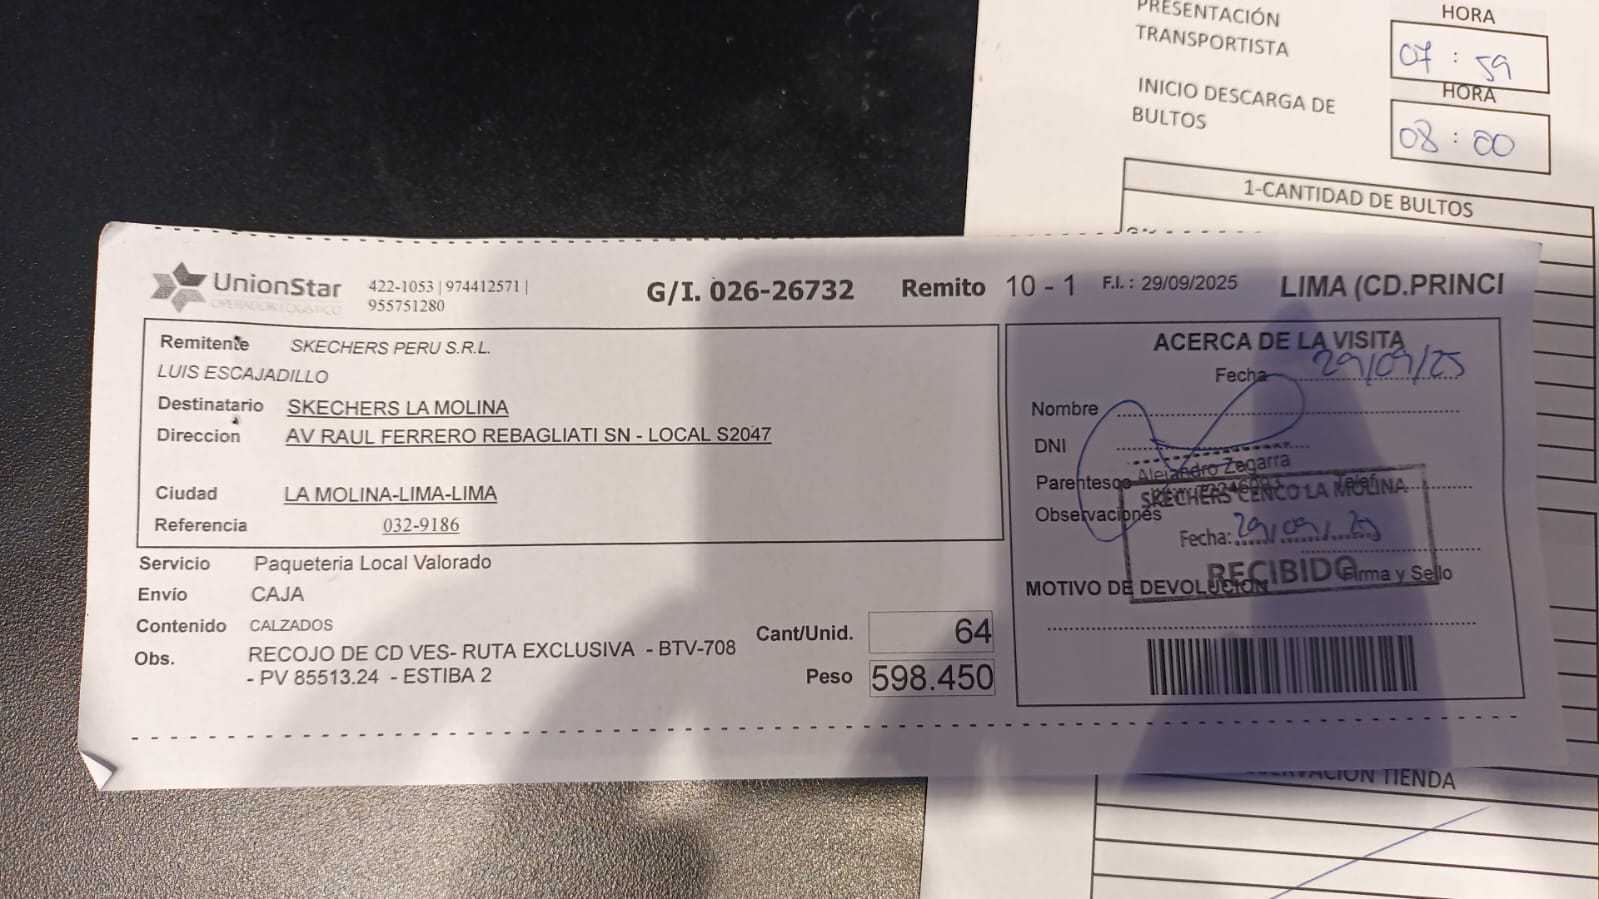 PRESENTACIÓN TRANSPORTISTA
HORA
07 : 59
INICIO DESCARGA DE BULTOS
HORA
08 : 00
1-CANTIDAD DE BULTOS
UnionStar
OPERADOR LOGISTICO
422-1053 | 974412571 |
955751280
G/I. 026-26732
Remito 10 - 1
F.I. : 29/09/2025
LIMA (CD.PRINCI
Remitente SKECHERS PERU S.R.L.
LUIS ESCAJADILLO
Destinatario SKECHERS LA MOLINA
Direccion AV RAUL FERRERO REBAGLIATI SN - LOCAL S2047
Ciudad LA MOLINA-LIMA-LIMA
Referencia 032-9186
Servicio Paqueteria Local Valorado
Envío CAJA
Contenido CALZADOS
Obs. RECOJO DE CD VES- RUTA EXCLUSIVA - BTV-708
- PV 85513.24 - ESTIBA 2
Cant/Unid. 64
Peso 598.450
ACERCA DE LA VISITA
Fecha 29/09/25
Nombre
DNI
Alejandro Zegarra
Parentesco
Telef.
SKECHERS CENCO LA MOLINA
Observaciones
Fecha: 29/09/25
RECIBIDO
Firma y Sello
MOTIVO DE DEVOLUCION
TIENDA